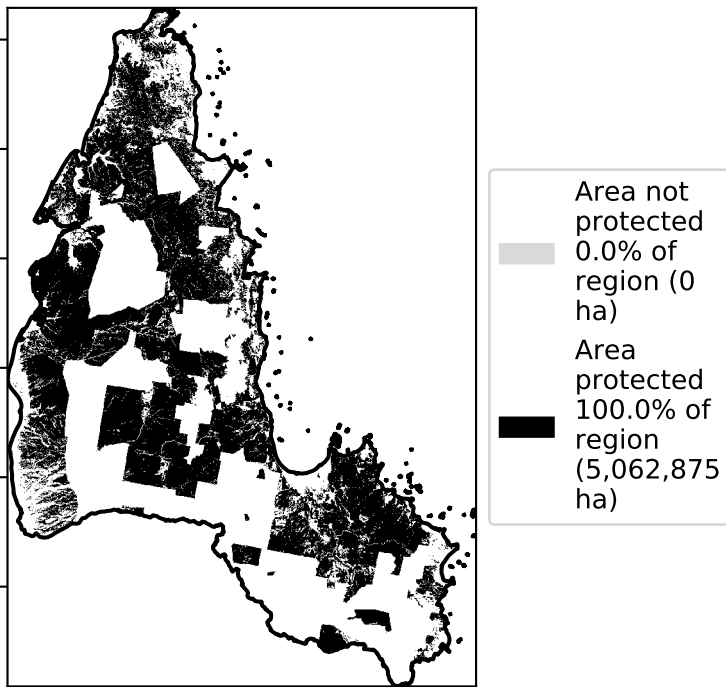 Area not
protected
0.0% of
region (0
ha)
Area
protected
100.0% of
region
(5,062,875
ha)